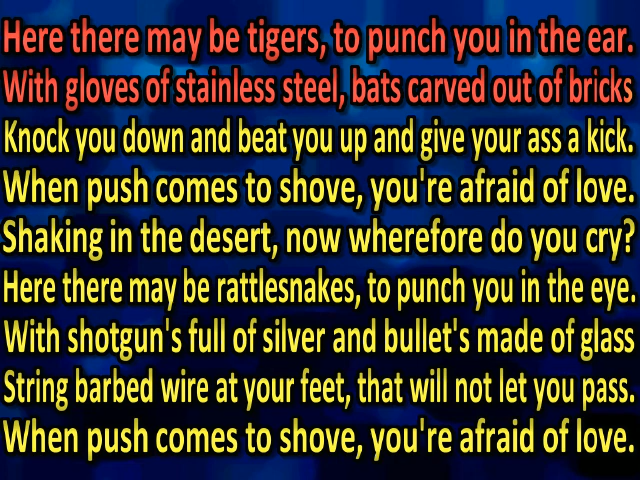 Here there may be tigers, to punch you in the ear.
With gloves of stainless steel, bats carved out of bricks
Knock you down and beat you up and give your ass a kick.
When push comes to shove, you're afraid of love.
Shaking in the desert, now wherefore do you cry?
Here there may be rattlesnakes, to punch you in the eye.
With shotgun's full of silver and bullet's made of glass
String barbed wire at your feet, that will not let you pass.
When push comes to shove, you're afraid of love.